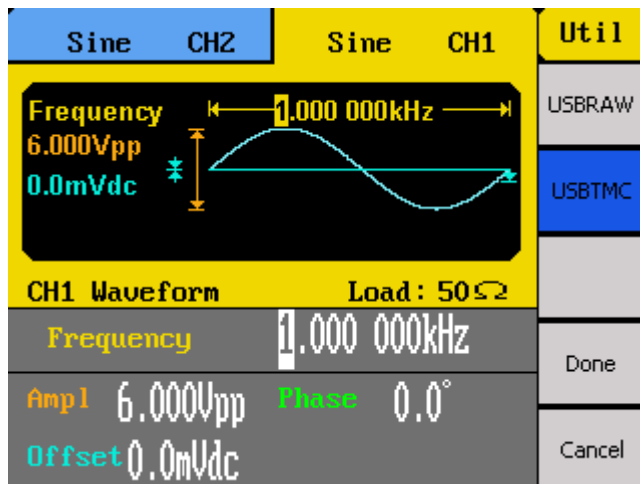 Sine CH2 Sine CH1 Util
Frequency 1.000 000kHz
6.000Vpp
0.0mVdc
CH1 Waveform Load: 50Ω
Frequency 1.000 000kHz
Ampl 6.000Vpp Phase 0.0°
Offset 0.0mVdc
USBRAW
USBTMC
Done
Cancel